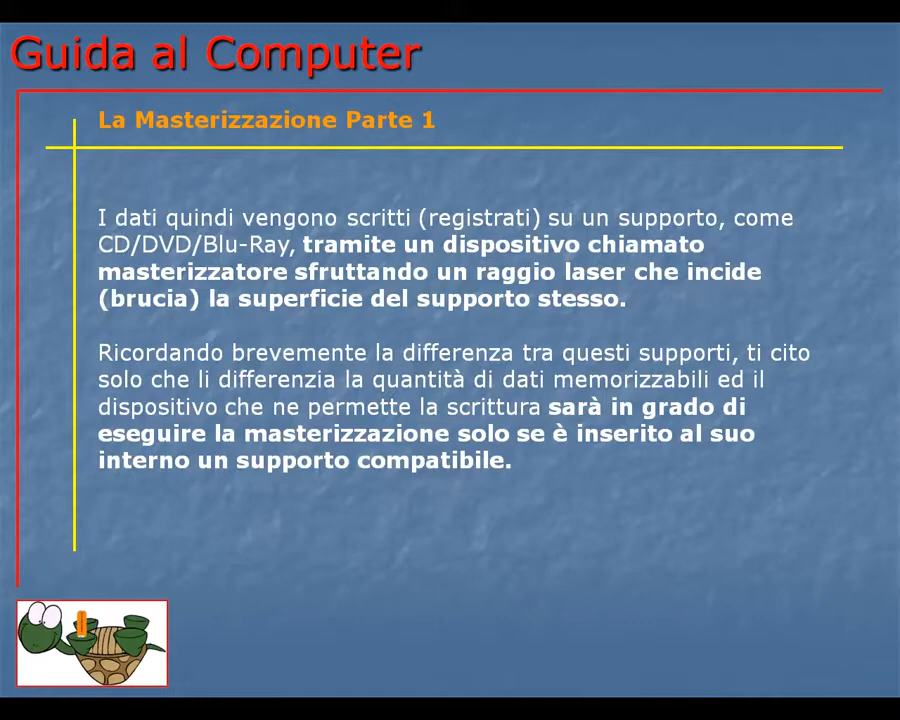 Guida al Computer
La Masterizzazione Parte 1
I dati quindi vengono scritti (registrati) su un supporto, come
CD/DVD/Blu-Ray, tramite un dispositivo chiamato
masterizzatore sfruttando un raggio laser che incide
(brucia) la superficie del supporto stesso.
Ricordando brevemente la differenza tra questi supporti, ti cito
solo che li differenzia la quantità di dati memorizzabili ed il
dispositivo che ne permette la scrittura sarà in grado di
eseguire la masterizzazione solo se è inserito al suo
interno un supporto compatibile.